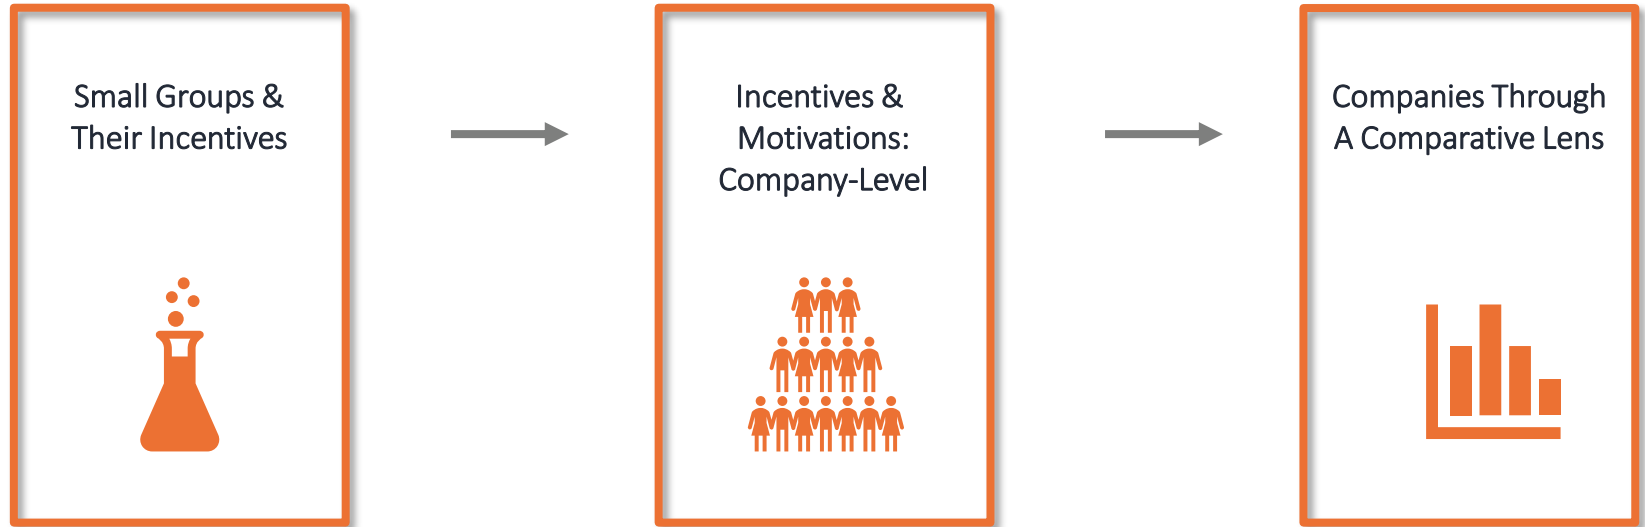 Small Groups &
Their Incentives
Incentives &
Motivations:
Company-Level
Companies Through
A Comparative Lens